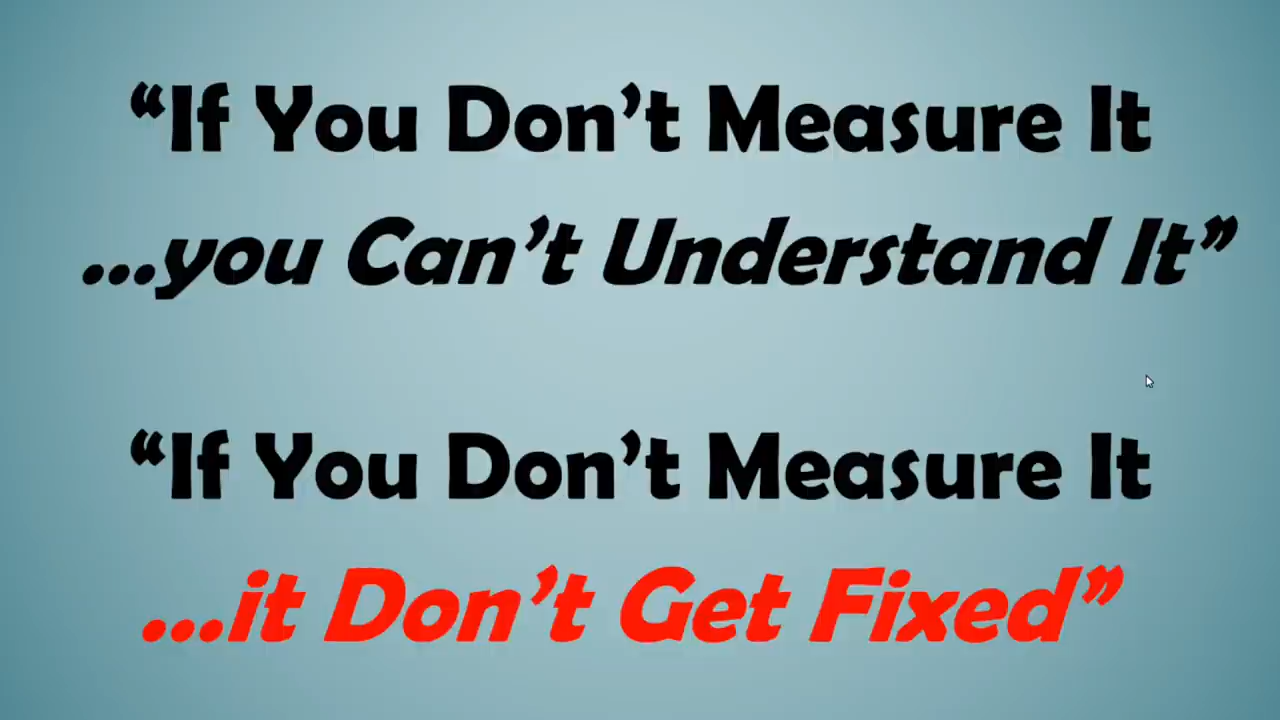 “If You Don’t Measure It
...you Can’t Understand It”
“If You Don’t Measure It
...it Don’t Get Fixed”